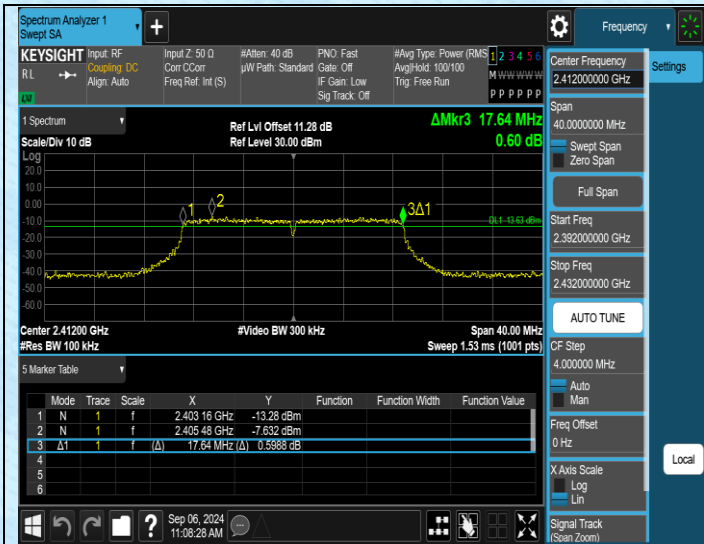 Spectrum Analyzer 1
Swept SA
+
Frequency
KEYSIGHT
RL
LXI
Input: RF
Coupling: DC
Align: Auto
Input Z: 50 Ω
Corr CCorr
Freq Ref: Int (S)
#Atten: 40 dB
µW Path: Standard
PNO: Fast
Gate: Off
IF Gain: Low
Sig Track: Off
#Avg Type: Power (RMS
Avg|Hold: 100/100
Trig: Free Run
1 2 3 4 5 6
M W W W W W
P P P P P P
1 Spectrum
Scale/Div 10 dB
Ref Lvl Offset 11.28 dB
Ref Level 30.00 dBm
ΔMkr3 17.64 MHz
0.60 dB
Log
20.0
10.0
0.00
-10.0
-20.0
-30.0
-40.0
-50.0
-60.0
1
2
3Δ1
DL1 -13.63 dBm
Center 2.41200 GHz
#Res BW 100 kHz
#Video BW 300 kHz
Span 40.00 MHz
Sweep 1.53 ms (1001 pts)
5 Marker Table
Mode Trace Scale X Y Function Function Width Function Value
1 N 1 f 2.403 16 GHz -13.28 dBm
2 N 1 f 2.405 48 GHz -7.632 dBm
3 Δ1 1 f (Δ) 17.64 MHz (Δ) 0.5988 dB
4
5
6
?
Sep 06, 2024
11:08:28 AM
Center Frequency
2.412000000 GHz
Span
40.0000000 MHz
Swept Span
Zero Span
Full Span
Start Freq
2.392000000 GHz
Stop Freq
2.432000000 GHz
AUTO TUNE
CF Step
4.000000 MHz
Auto
Man
Freq Offset
0 Hz
X Axis Scale
Log
Lin
Signal Track
(Span Zoom)
Settings
Local